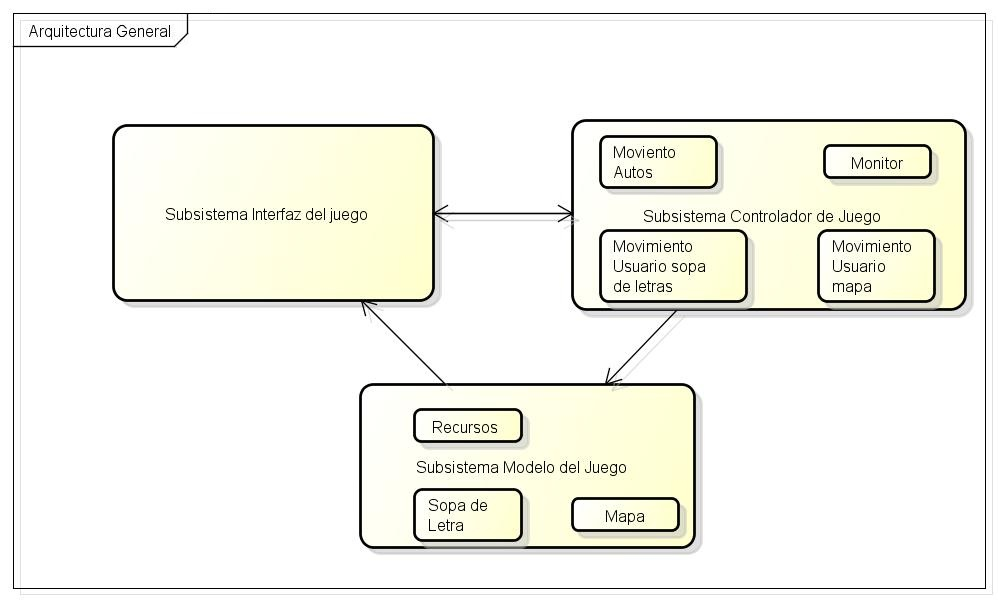 Arquitectura General
Subsistema Interfaz del juego
Moviento
Autos
Monitor
Subsistema Controlador de Juego
Movimiento
Usuario sopa
de letras
Movimiento
Usuario
mapa
Recursos
Subsistema Modelo del Juego
Sopa de
Letra
Mapa